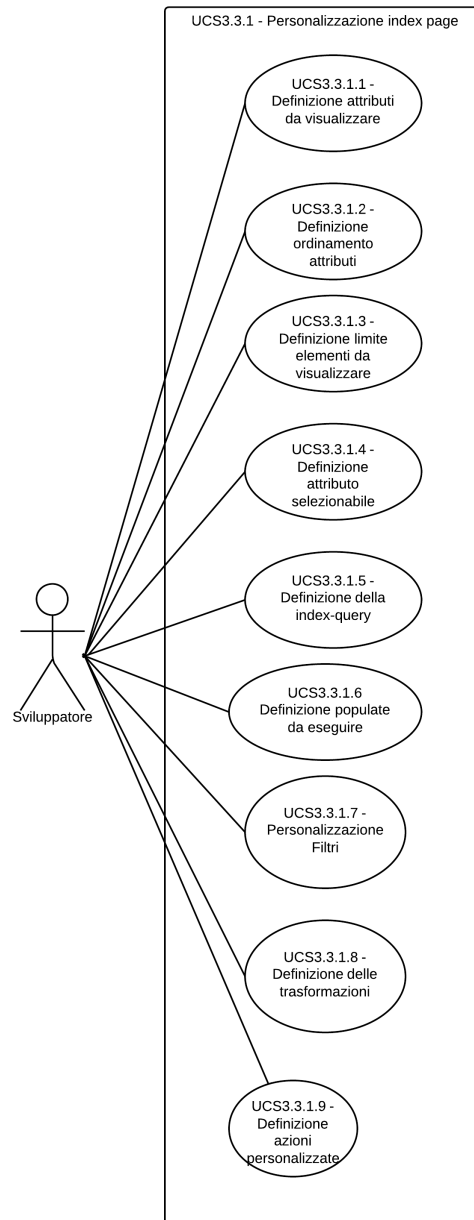 UCS3.3.1 - Personalizzazione index page
UCS3.3.1.1 -
Definizione attributi
da visualizzare
UCS3.3.1.2 -
Definizione
ordinamento
attributi
UCS3.3.1.3 -
Definizione limite
elementi da
visualizzare
UCS3.3.1.4 -
Definizione
attributo
selezionabile
UCS3.3.1.5 -
Definizione della
index-query
Sviluppatore
UCS3.3.1.6
Definizione populate
da eseguire
UCS3.3.1.7 -
Personalizzazione
Filtri
UCS3.3.1.8 -
Definizione delle
trasformazioni
UCS3.3.1.9 -
Definizione
azioni
personalizzate